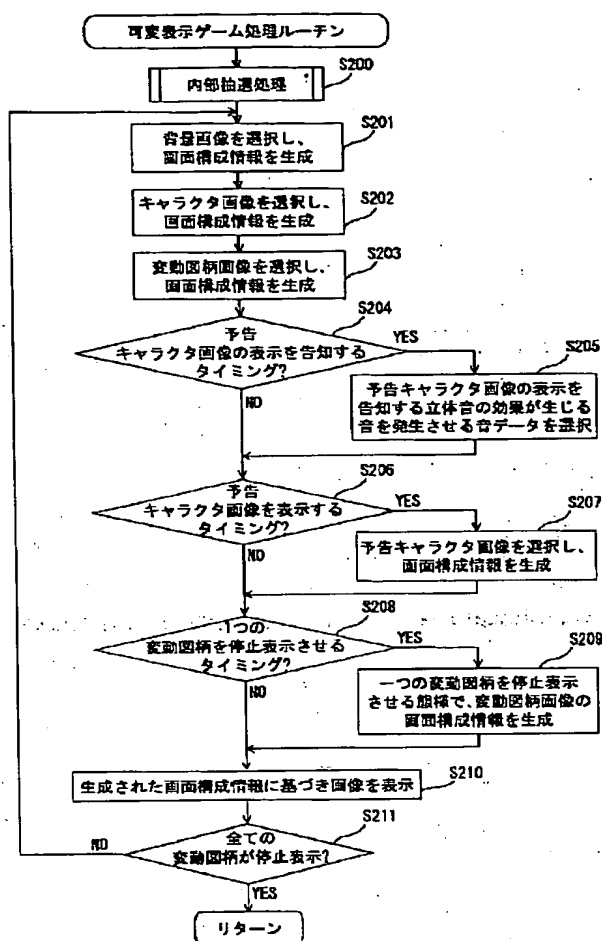 可変表示ゲーム処理ルーチン
内部抽選処理
S200
背景画像を選択し、
画面構成情報を生成
S201
キャラクタ画像を選択し、
画面構成情報を生成
S202
変動図柄画像を選択し、
画面構成情報を生成
S203
予告
キャラクタ画像の表示を告知する
タイミング?
S204
YES
NO
予告キャラクタ画像の表示を
告知する立体音の効果が生じる
音を発生させる音データを選択
S205
予告
キャラクタ画像を表示する
タイミング?
S206
YES
NO
予告キャラクタ画像を選択し、
画面構成情報を生成
S207
1つの
変動図柄を停止表示させる
タイミング?
S208
YES
NO
一つの変動図柄を停止表示
させる態様で、変動図柄画像の
画面構成情報を生成
S209
生成された画面構成情報に基づき画像を表示
S210
全ての
変動図柄が停止表示?
S211
NO
YES
リターン